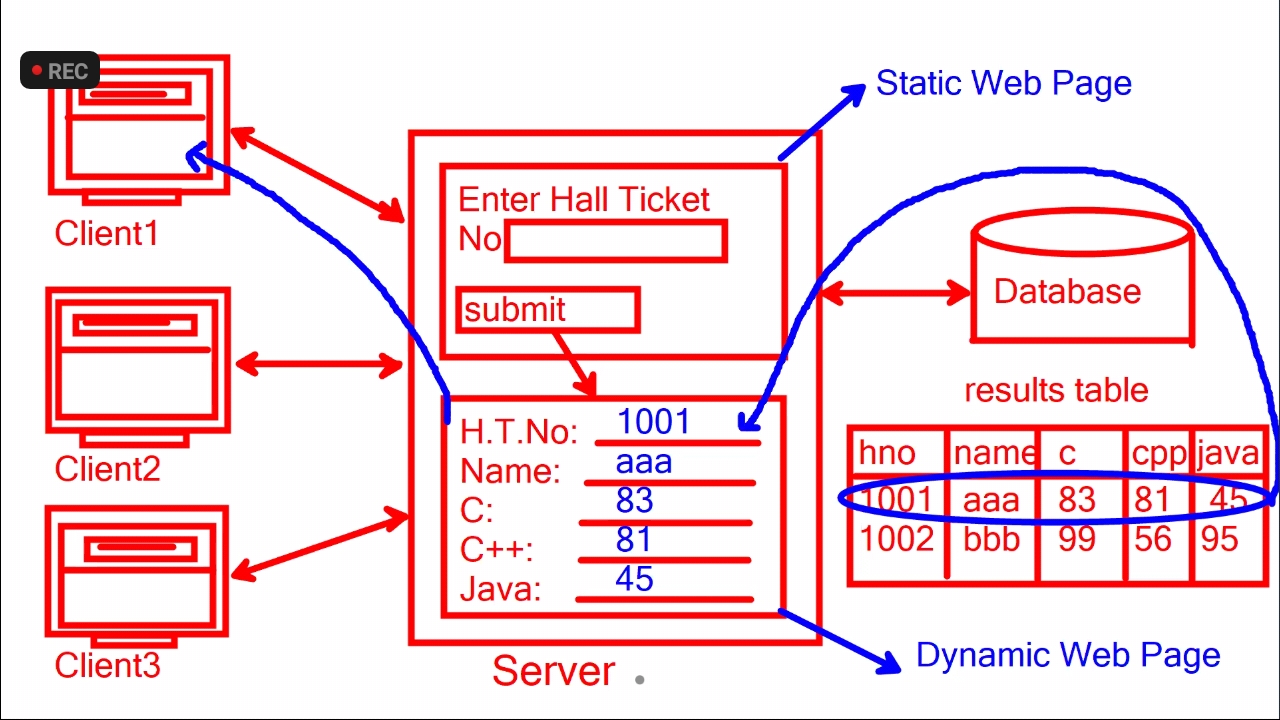 REC
Static Web Page
Enter Hall Ticket
No
Client1
submit
Database
results table
H.T.No: 1001
Name: aaa
C: 83
C++: 81
Java: 45
hno name c cpp java
1001 aaa 83 81 45
1002 bbb 99 56 95
Client2
Client3
Server
Dynamic Web Page